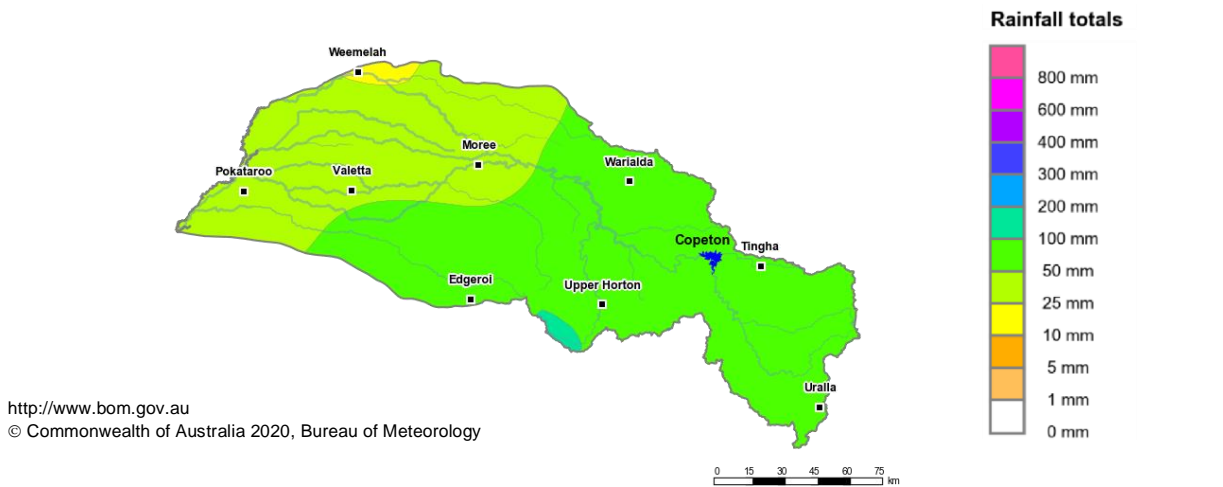 Rainfall totals
Weemelah
800 mm
600 mm
400 mm
Moree
Warialda
Pokataroo
Valetta
300 mm
200 mm
100 mm
Copeton
Tingha
50 mm
Edgeroi
Upper Horton
25 mm
10 mm
5 mm
Uralla
1 mm
http://www.bom.gov.au
© Commonwealth of Australia 2020, Bureau of Meteorology
0 mm
0 15 30 45 60 75
km